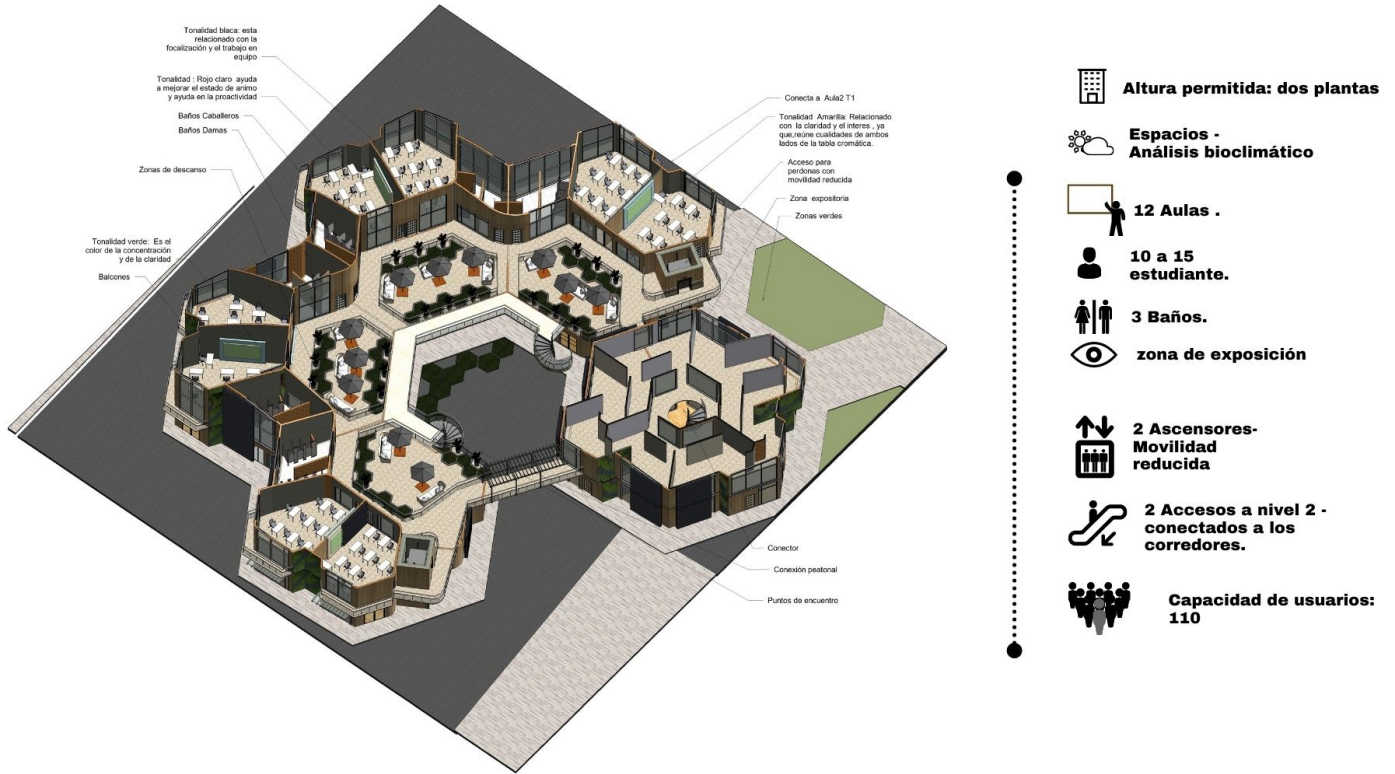 Tonalidad blaca: esta
relacionado con la
focalización y el trabajo en
equipo
Tonalidad : Rojo claro ayuda
a mejorar el estado de animo
y ayuda en la proactividad
Baños Caballeros
Baños Damas
Zonas de descanso
Tonalidad verde: Es el
color de la concentración
y de la claridad
Balcones
Conecta a Aula2 T1
Tonalidad Amarilla: Relacionado
con la claridad y el interes , ya
que,reúne cualidades de ambos
lados de la tabla cromática.
Acceso para
perdonas con
movilidad reducida
Zona expositoria
Zonas verdes
Conector
Conexión peatonal
Puntos de encuentro
Altura permitida: dos plantas
Espacios -
Análisis bioclimático
12 Aulas .
10 a 15
estudiante.
3 Baños.
zona de exposición
2 Ascensores-
Movilidad
reducida
2 Accesos a nivel 2 -
conectados a los
corredores.
Capacidad de usuarios:
110